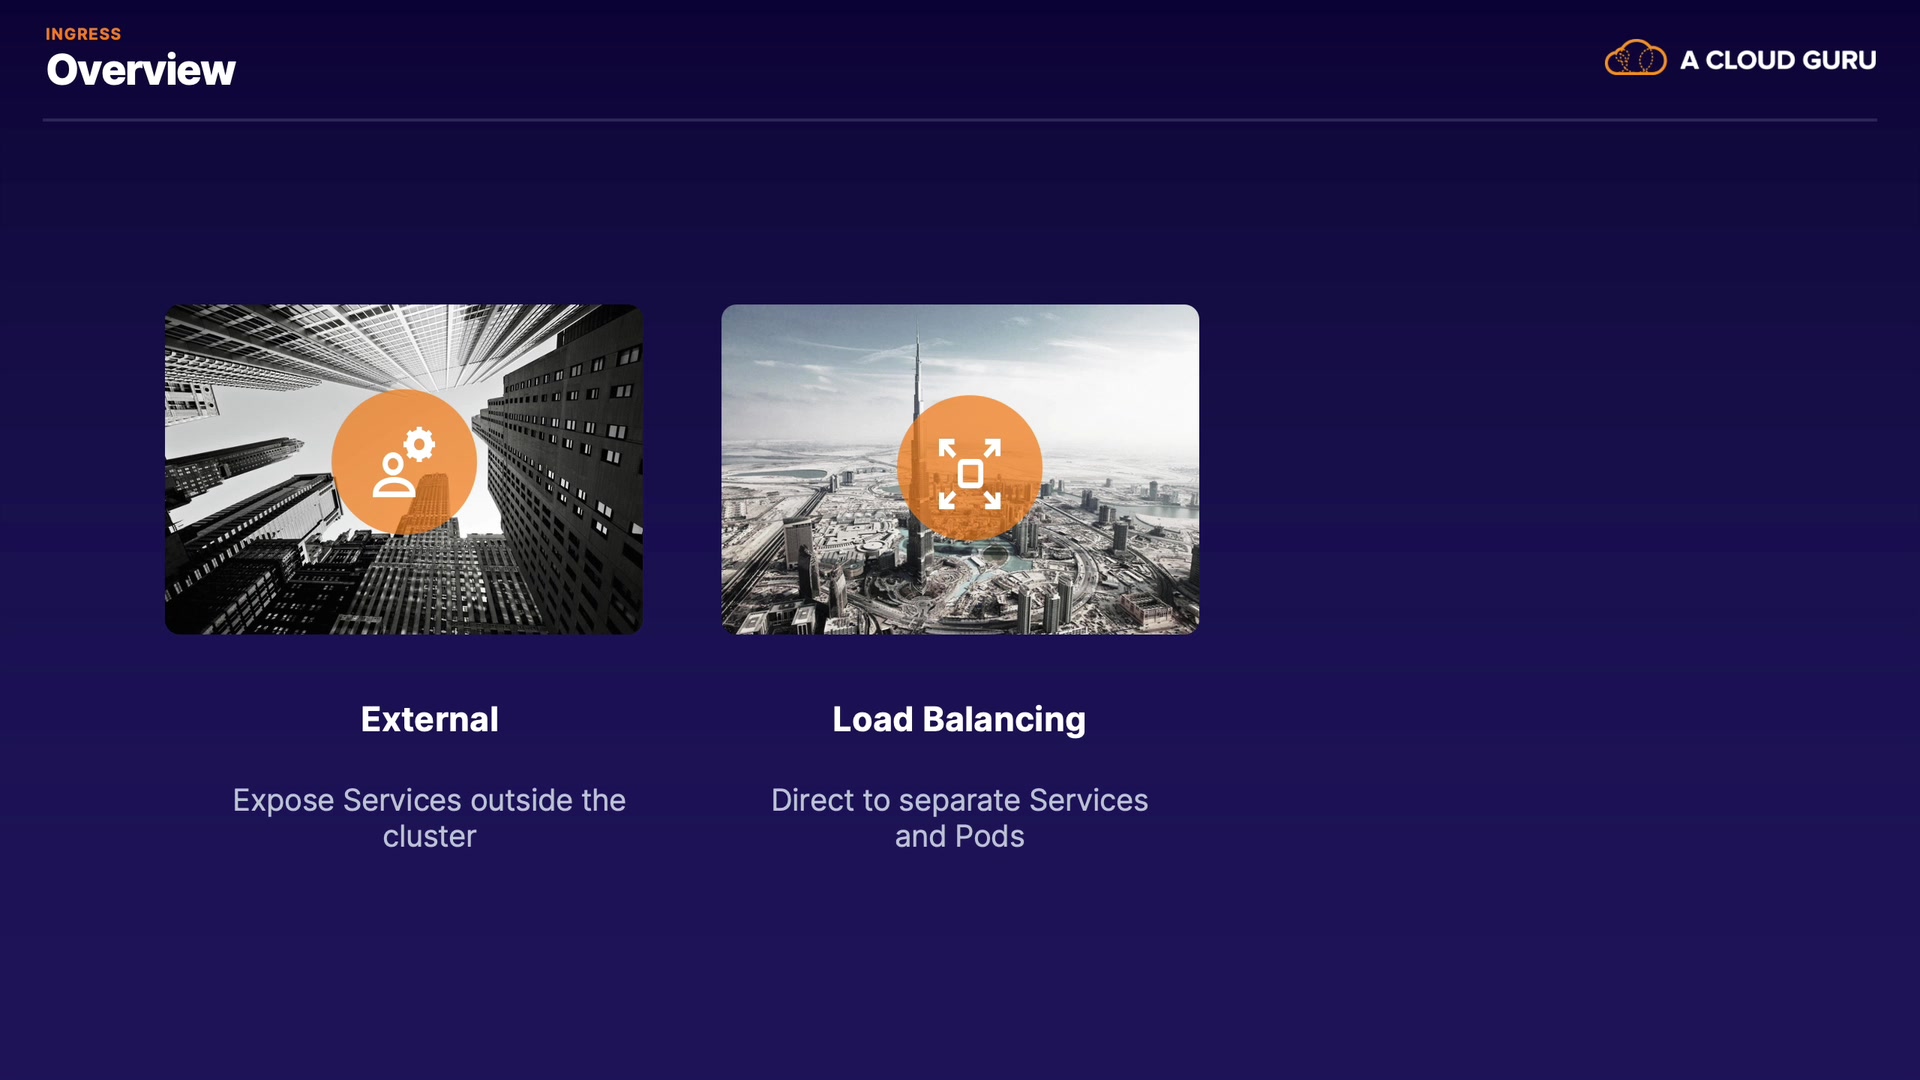 INGRESS
Overview
A CLOUD GURU
External
Expose Services outside the
cluster
Load Balancing
Direct to separate Services
and Pods